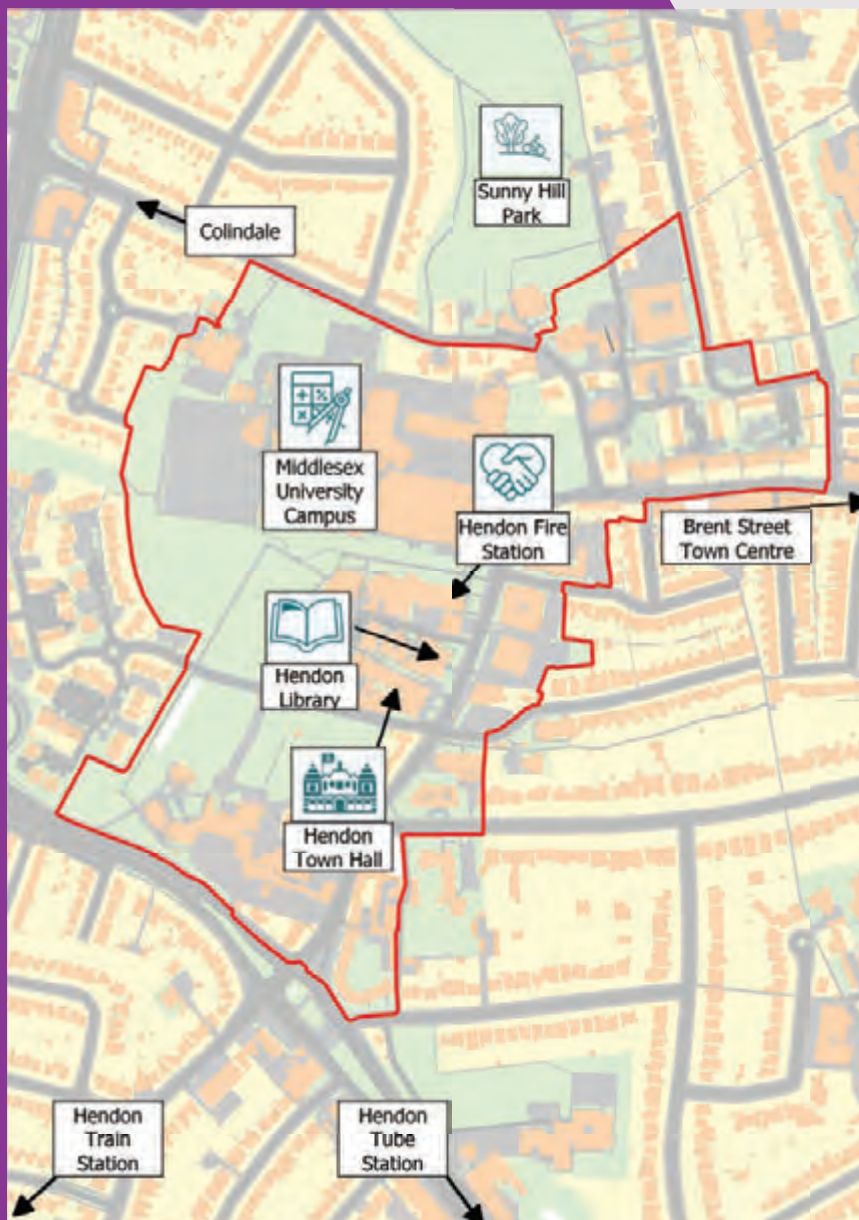 Sunny Hill
Park
Colindale
Middlesex
University
Campus
Hendon Fire
Station
Brent Street
Town Centre
Hendon
Library
Hendon
Town Hall
Hendon
Train
Station
Hendon
Tube
Station